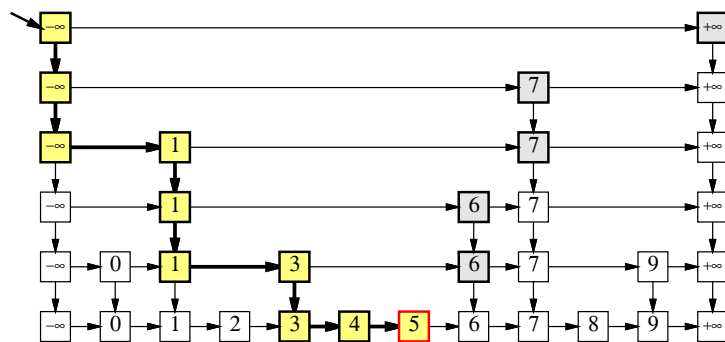 −∞ +∞
−∞ 7 +∞
−∞ 1 7 +∞
−∞ 1 6 7 +∞
−∞ 0 1 3 6 7 9 +∞
−∞ 0 1 2 3 4 5 6 7 8 9 +∞